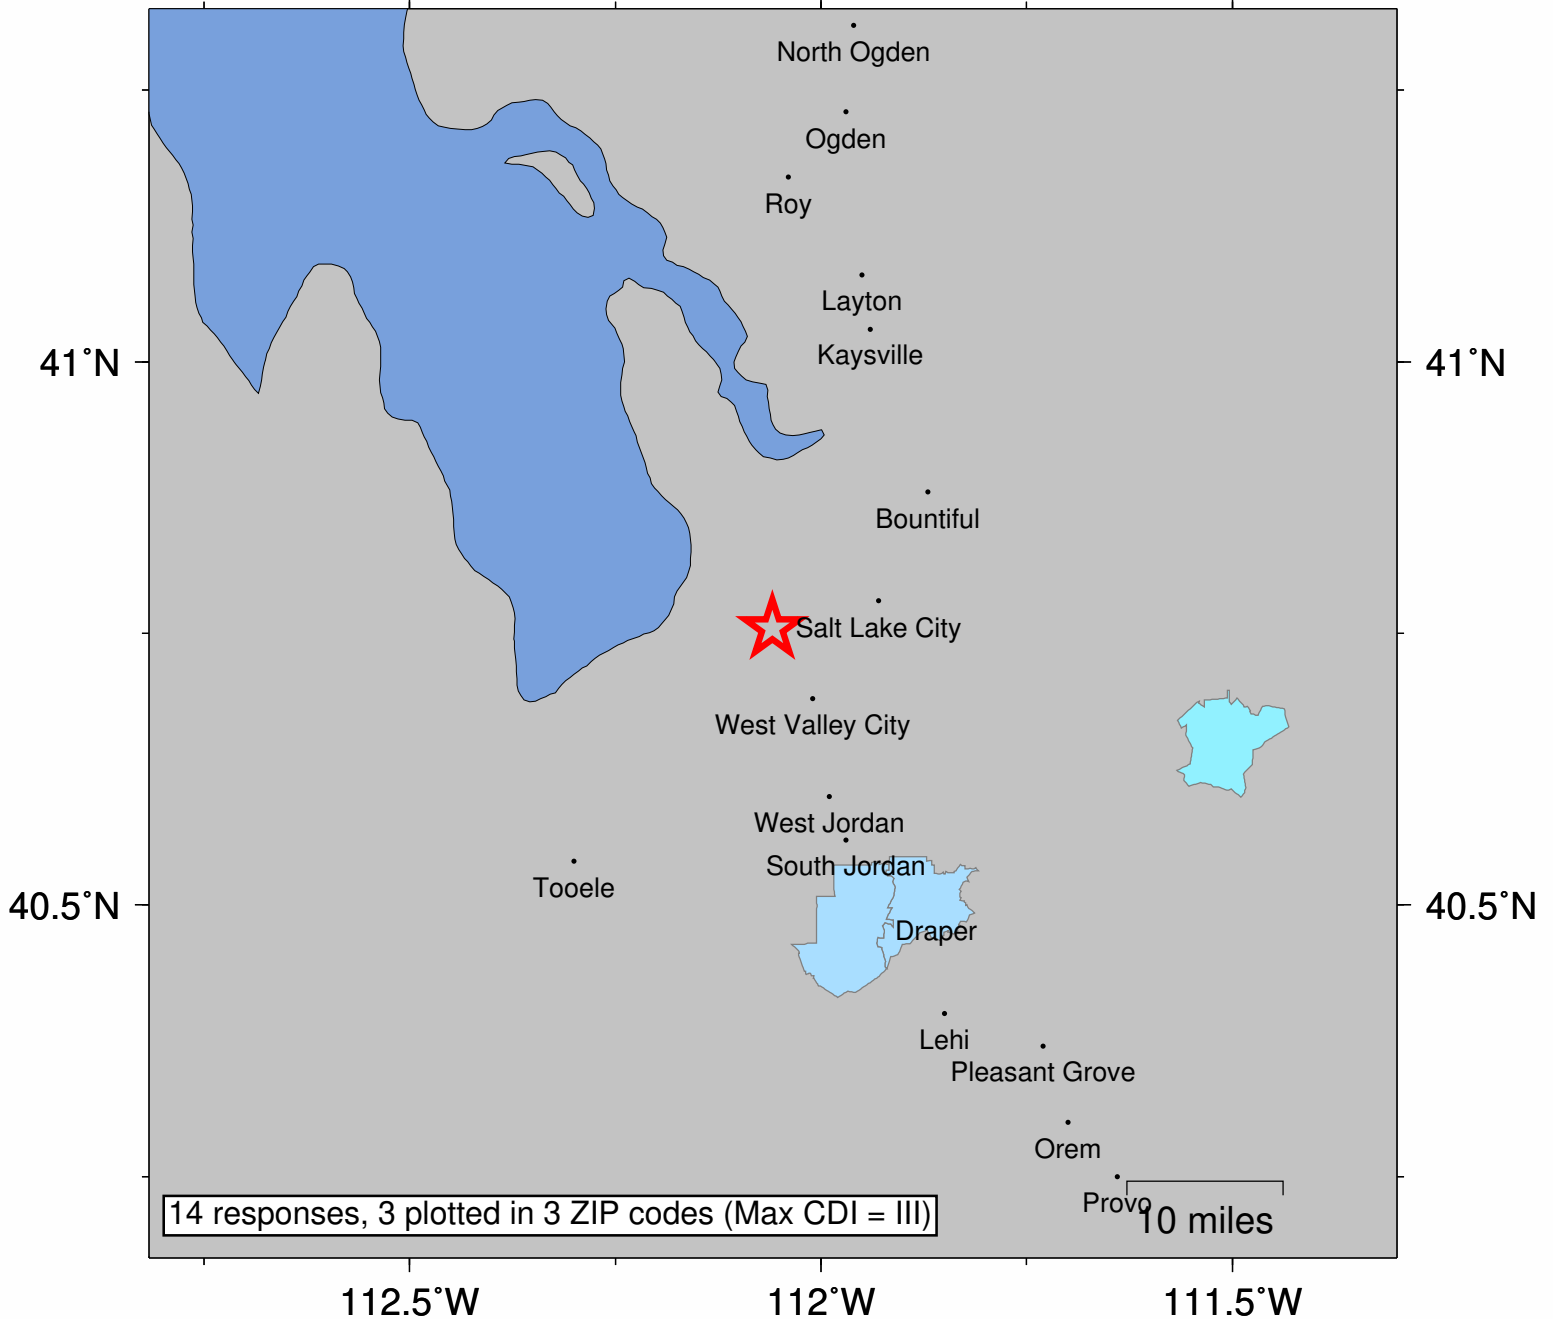 North Ogden
Ogden
Roy
Layton
Kaysville
41˚N
41˚N
Bountiful
Salt Lake City
West Valley City
West Jordan
South Jordan
Tooele
40.5˚N
40.5˚N
Draper
Lehi
Pleasant Grove
Orem
Provo
14 responses, 3 plotted in 3 ZIP codes (Max CDI = III)
10 miles
112.5˚W
112˚W
111.5˚W